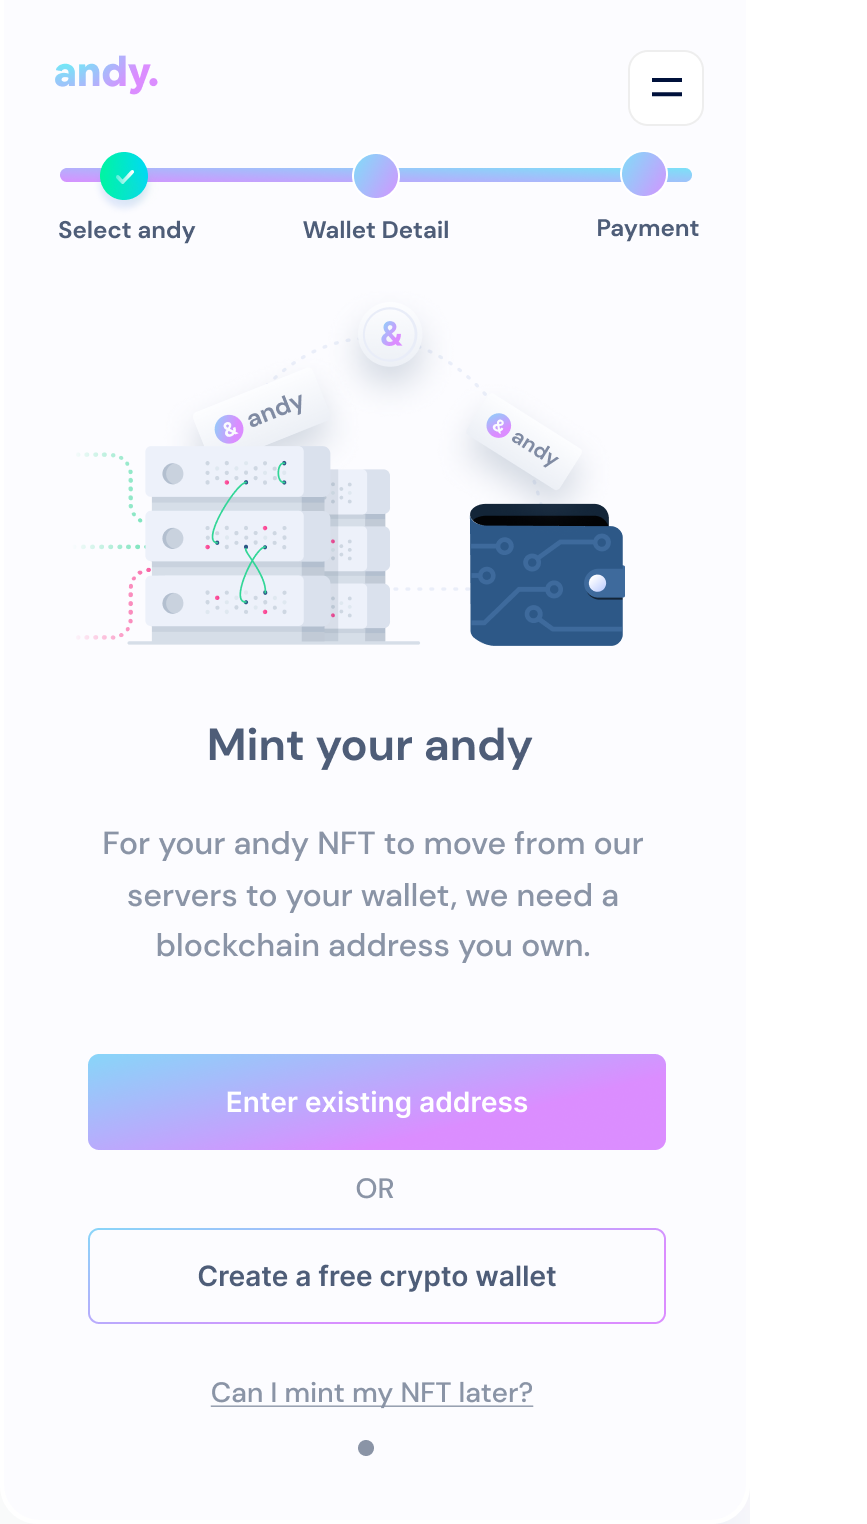 andy.
Select andy
Wallet Detail
Payment
&
& andy
& andy
Mint your andy
For your andy NFT to move from our
servers to your wallet, we need a
blockchain address you own.
Enter existing address
OR
Create a free crypto wallet
Can I mint my NFT later?